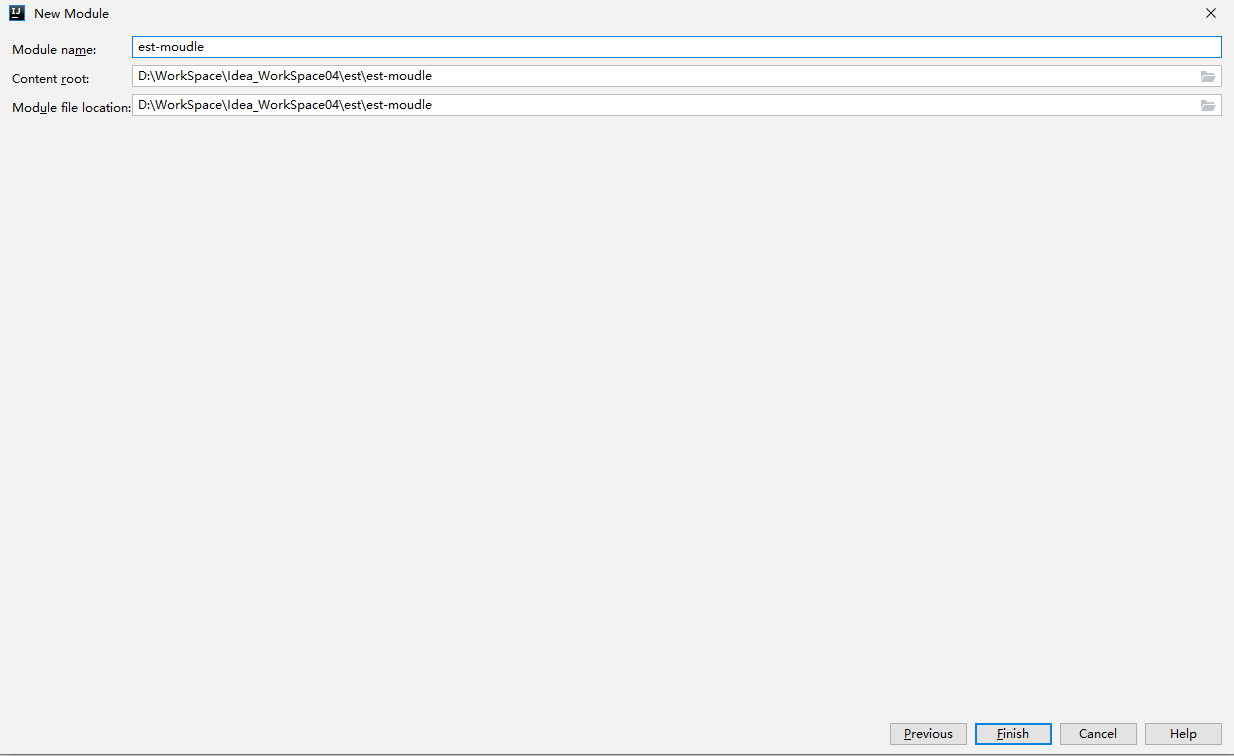 IJ New Module
Module name: est-moudle
Content root: D:\WorkSpace\Idea_WorkSpace04\est\est-moudle
Module file location: D:\WorkSpace\Idea_WorkSpace04\est\est-moudle
Previous Finish Cancel Help